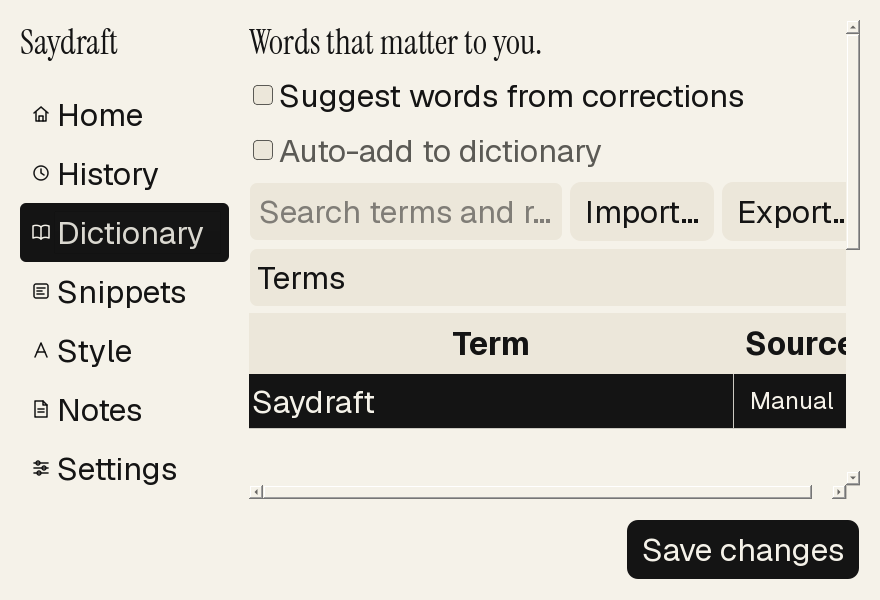 Saydraft
Home
History
Dictionary
Snippets
Style
Notes
Settings
Words that matter to you.
Suggest words from corrections
Auto-add to dictionary
Search terms and r...
Import...
Export...
Terms
Term Source
Saydraft Manual
Save changes